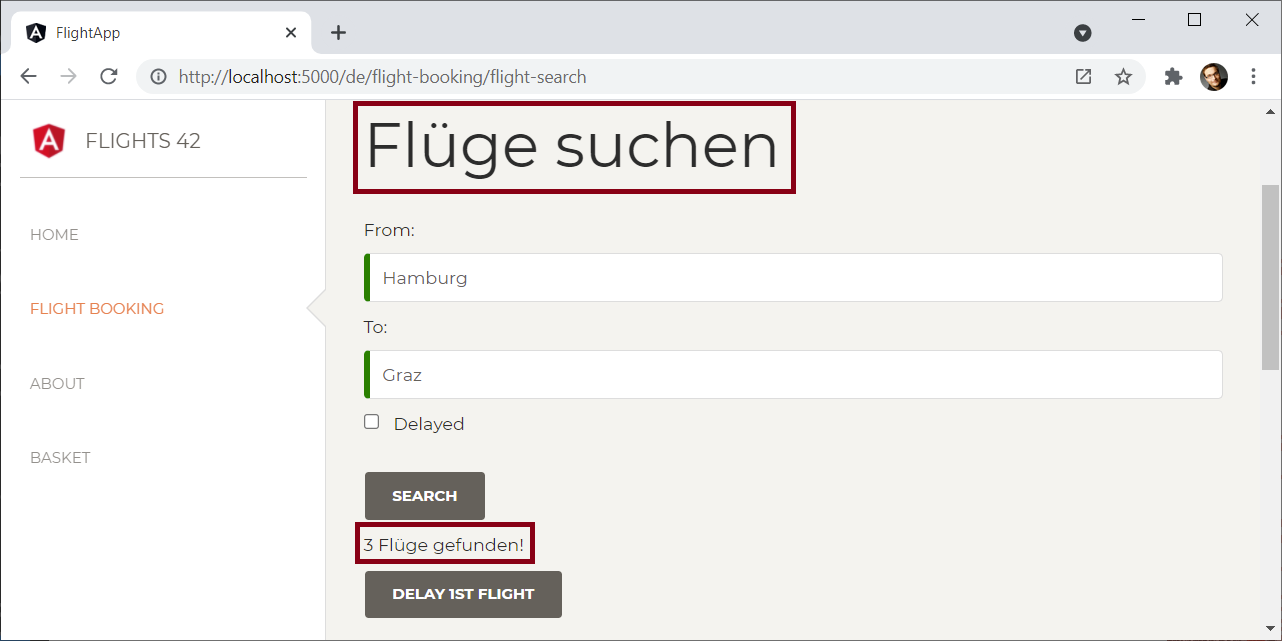 FlightApp
http://localhost:5000/de/flight-booking/flight-search
FLIGHTS 42
HOME
FLIGHT BOOKING
ABOUT
BASKET
Flüge suchen
From:
Hamburg
To:
Graz
Delayed
SEARCH
3 Flüge gefunden!
DELAY 1ST FLIGHT